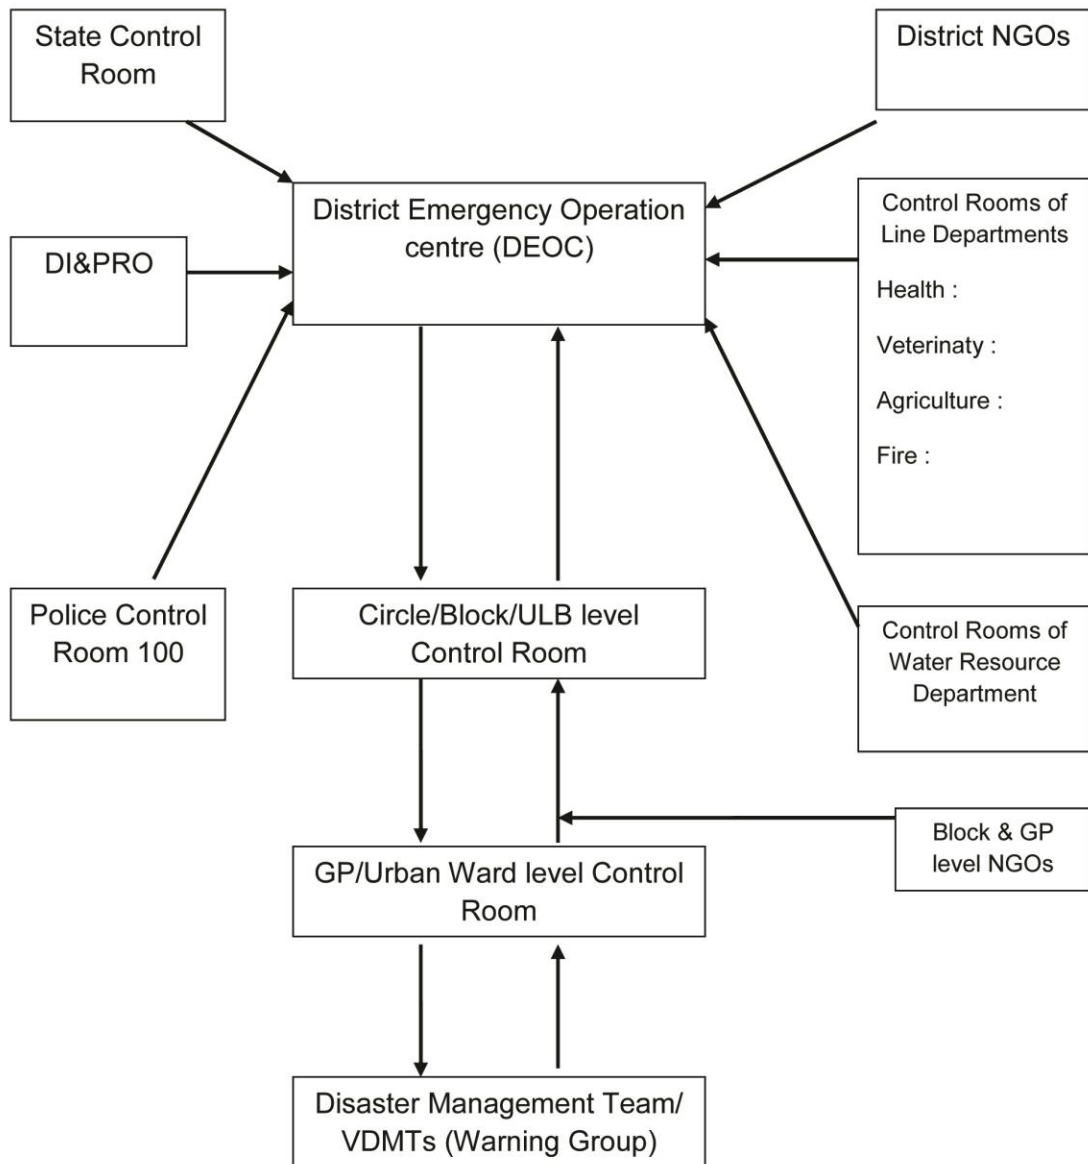 State Control
Room
District NGOs
District Emergency Operation
centre (DEOC)
Control Rooms of
Line Departments
Health :
Veterinaty :
Agriculture :
Fire :
DI&PRO
Police Control
Room 100
Circle/Block/ULB level
Control Room
Control Rooms of
Water Resource
Department
Block & GP
level NGOs
GP/Urban Ward level Control
Room
Disaster Management Team/
VDMTs (Warning Group)